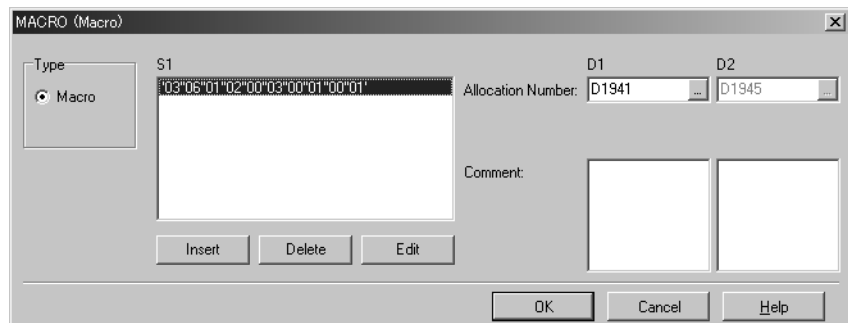 MACRO (Macro)
Type
Macro
S1
'03"06"01"02"00"03"00"01"00"01'
Insert Delete Edit
D1 D2
Allocation Number: D1941 ... D1945 ...
Comment:
OK Cancel Help